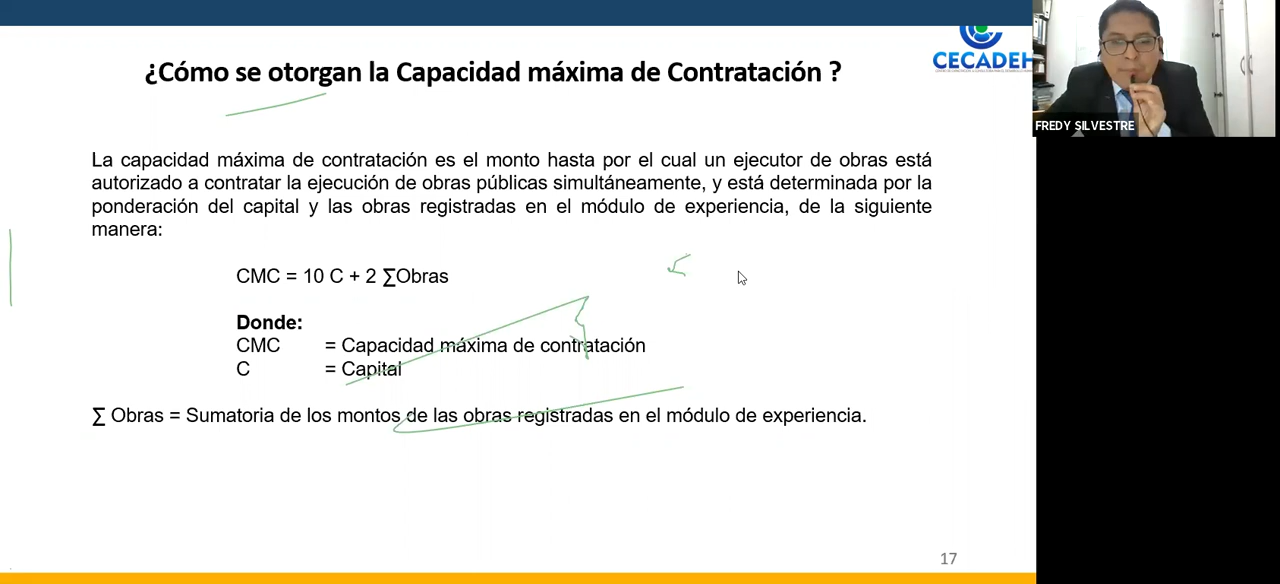 ¿Cómo se otorgan la Capacidad máxima de Contratación ?
CECADEH
FREDY SILVESTRE
La capacidad máxima de contratación es el monto hasta por el cual un ejecutor de obras está
autorizado a contratar la ejecución de obras públicas simultáneamente, y está determinada por la
ponderación del capital y las obras registradas en el módulo de experiencia, de la siguiente
manera:
CMC = 10 C + 2 ∑Obras
Donde:
CMC = Capacidad máxima de contratación
C = Capital
∑ Obras = Sumatoria de los montos de las obras registradas en el módulo de experiencia.
17